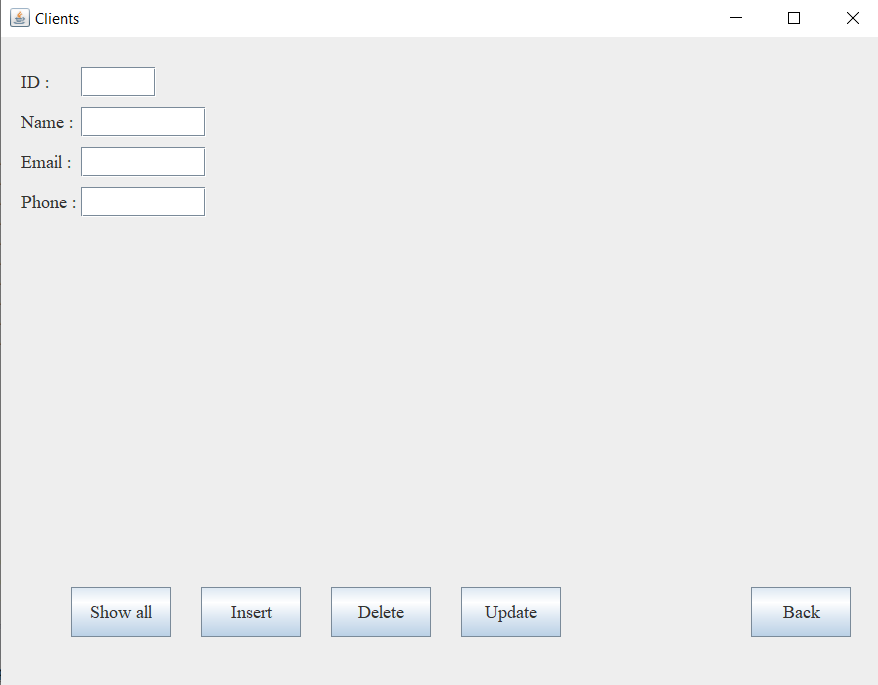 Clients
ID :
Name :
Email :
Phone :
Show all Insert Delete Update Back